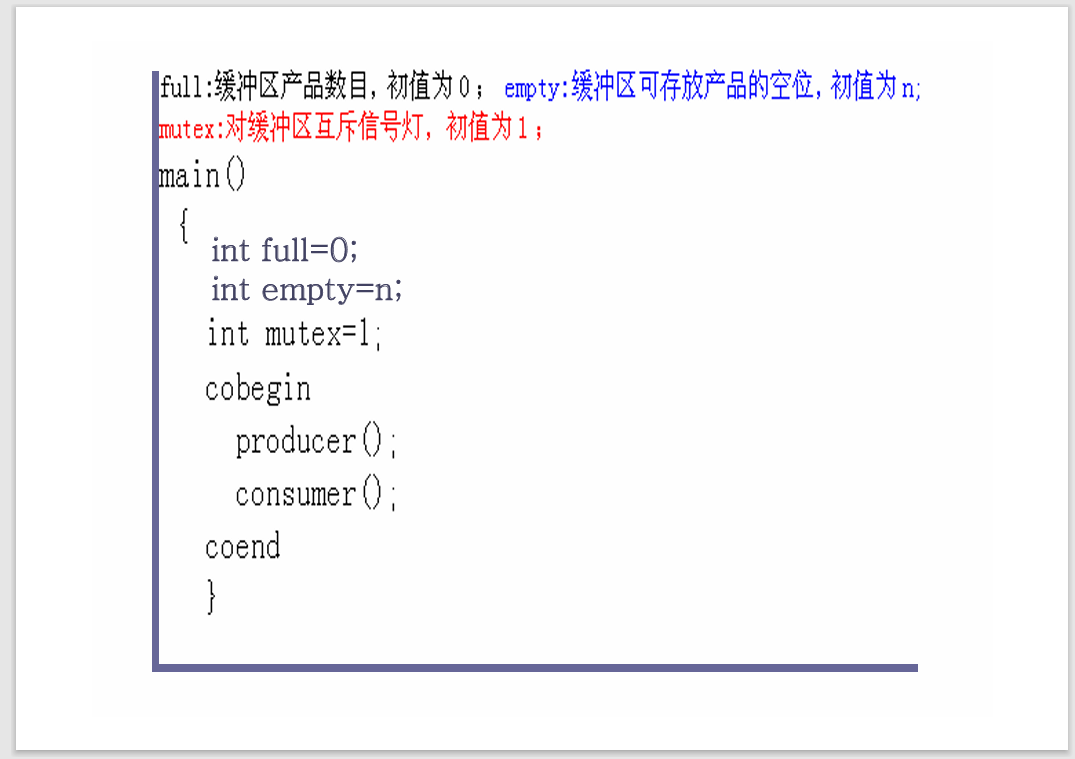 full:缓冲区产品数目, 初值为0; empty:缓冲区可存放产品的空位, 初值为n;
mutex:对缓冲区互斥信号灯, 初值为1;
main()
{
int full=0;
int empty=n;
int mutex=1;
cobegin
producer();
consumer();
coend
}